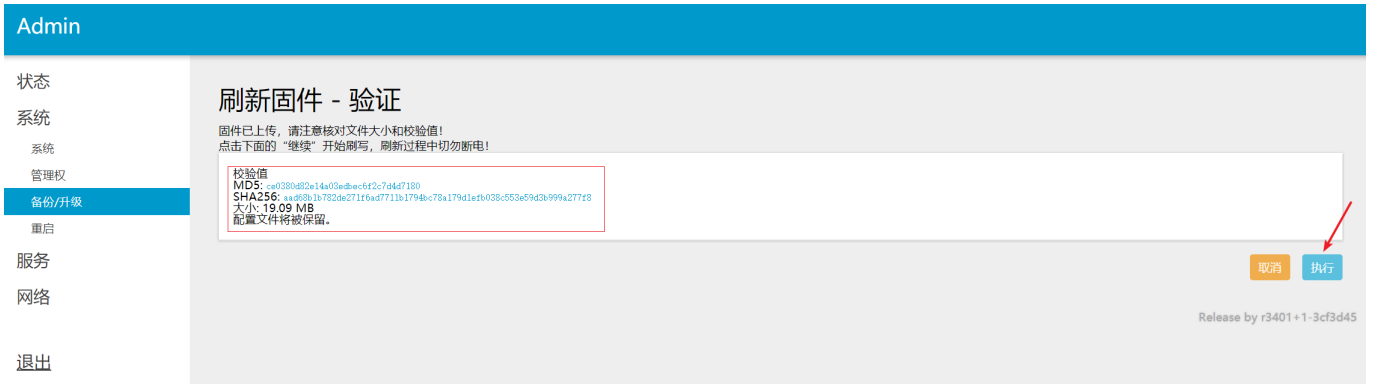 Admin
状态
系统
系统
管理权
备份/升级
重启
服务
网络
退出
刷新固件 - 验证
固件已上传，请注意核对文件大小和校验值！
点击下面的“继续”开始刷写，刷新过程中切勿断电！
校验值
MD5: ce0380d82e14a03edbec6f2c7d4d7180
SHA256: aad68b1b782de271f6ad7711b1794bc78a179d1efb038c553e59d3b999a277f8
大小: 19.09 MB
配置文件将被保留。
取消
执行
Release by r3401+1-3cf3d45